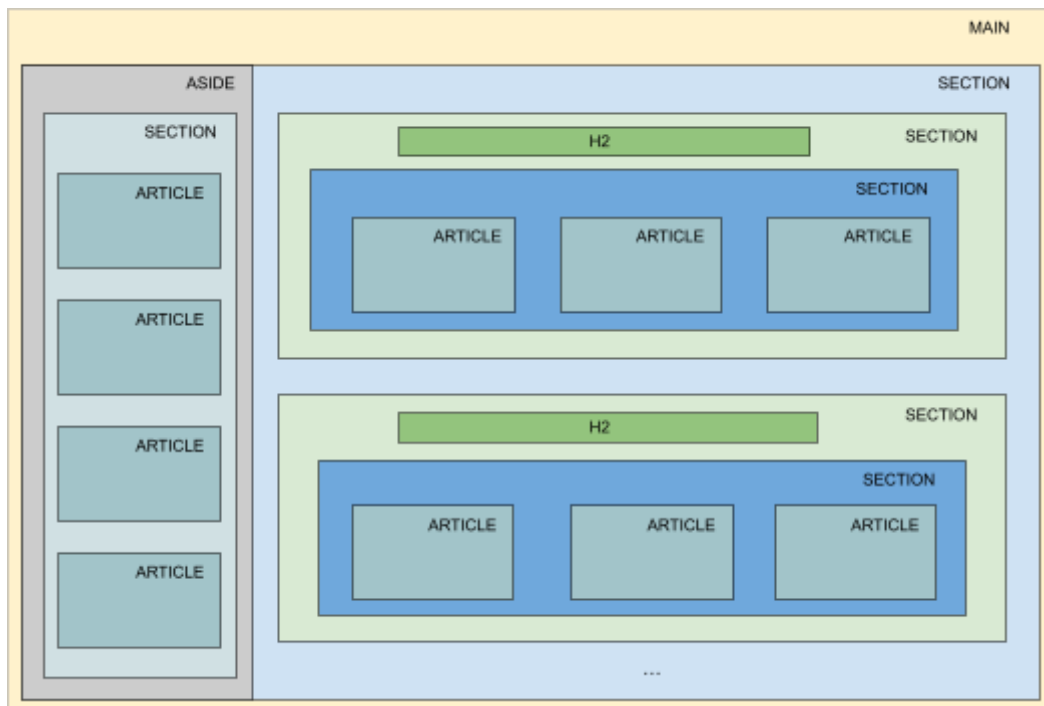 MAIN
ASIDE
SECTION
ARTICLE
ARTICLE
ARTICLE
ARTICLE
SECTION
SECTION
H2
SECTION
ARTICLE
ARTICLE
ARTICLE
SECTION
H2
SECTION
ARTICLE
ARTICLE
ARTICLE
...